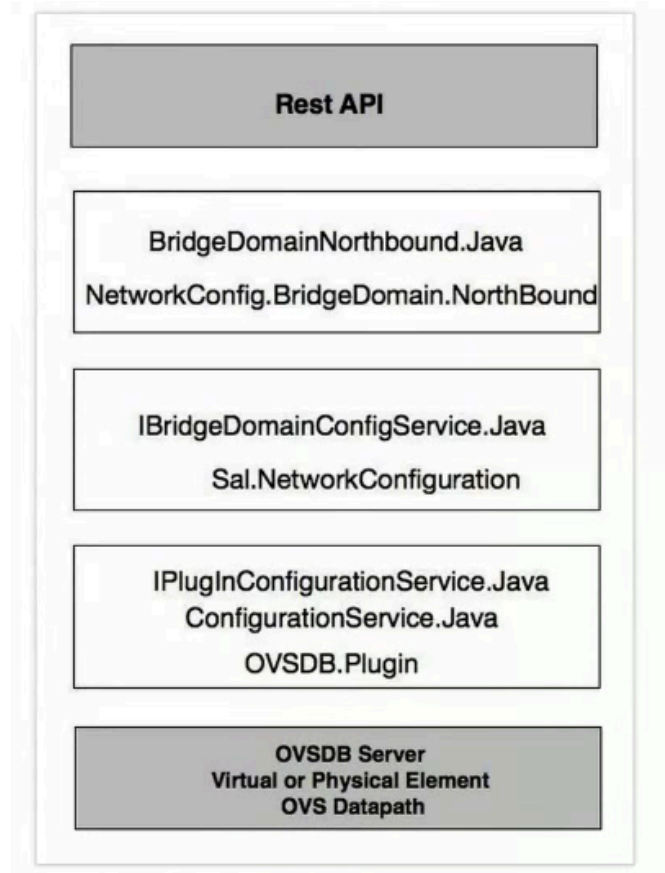 Rest API
BridgeDomainNorthbound.Java
NetworkConfig.BridgeDomain.NorthBound
IBridgeDomainConfigService.Java
Sal.NetworkConfiguration
IPlugInConfigurationService.Java
ConfigurationService.Java
OVSDB.Plugin
OVSDB Server
Virtual or Physical Element
OVS Datapath